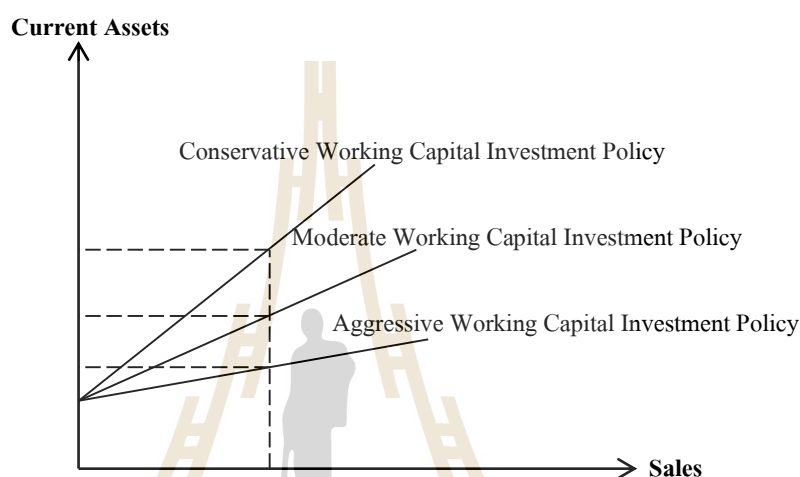 Current Assets
Conservative Working Capital Investment Policy
Moderate Working Capital Investment Policy
Aggressive Working Capital Investment Policy
Sales